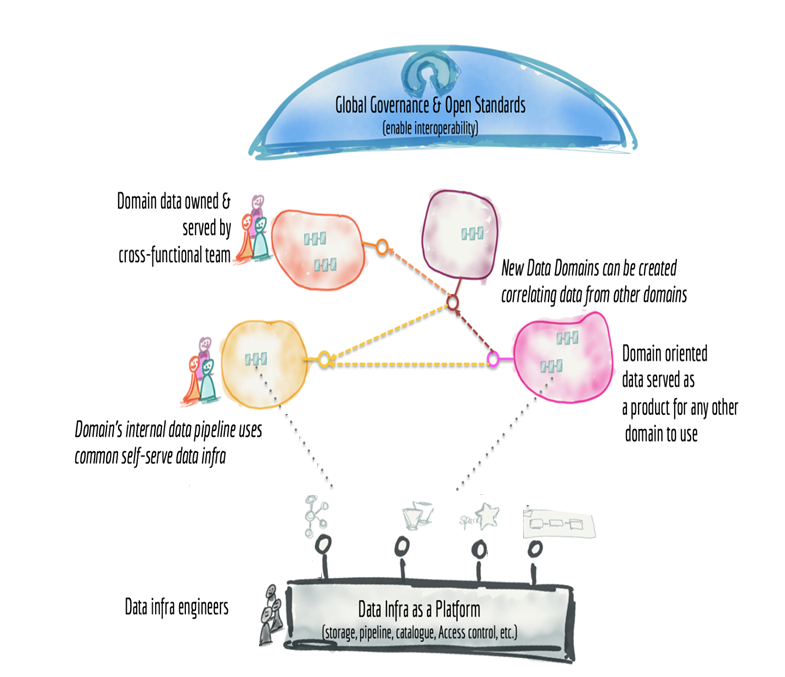 Global Governance & Open Standards
(enable interoperability)
Domain data owned &
served by
cross-functional team
New Data Domains can be created
correlating data from other domains
Domain oriented
data served as
a product for any other
domain to use
Domain's internal data pipeline uses
common self-serve data infra
Data infra engineers
Data Infra as a Platform
(storage, pipeline, catalogue, Access control, etc.)